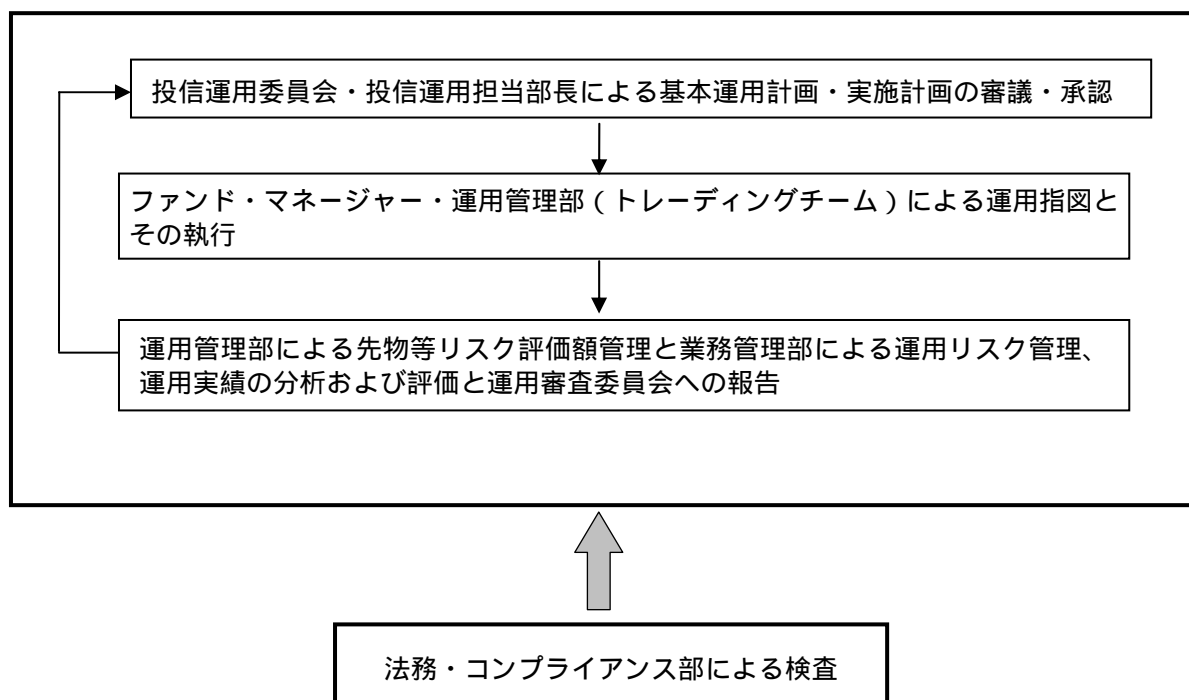 投信運用委員会・投信運用担当部長による基本運用計画・実施計画の審議・承認
ファンド・マネージャー・運用管理部（トレーディングチーム）による運用指図と
その執行
運用管理部による先物等リスク評価額管理と業務管理部による運用リスク管理、
運用実績の分析および評価と運用審査委員会への報告
法務・コンプライアンス部による検査